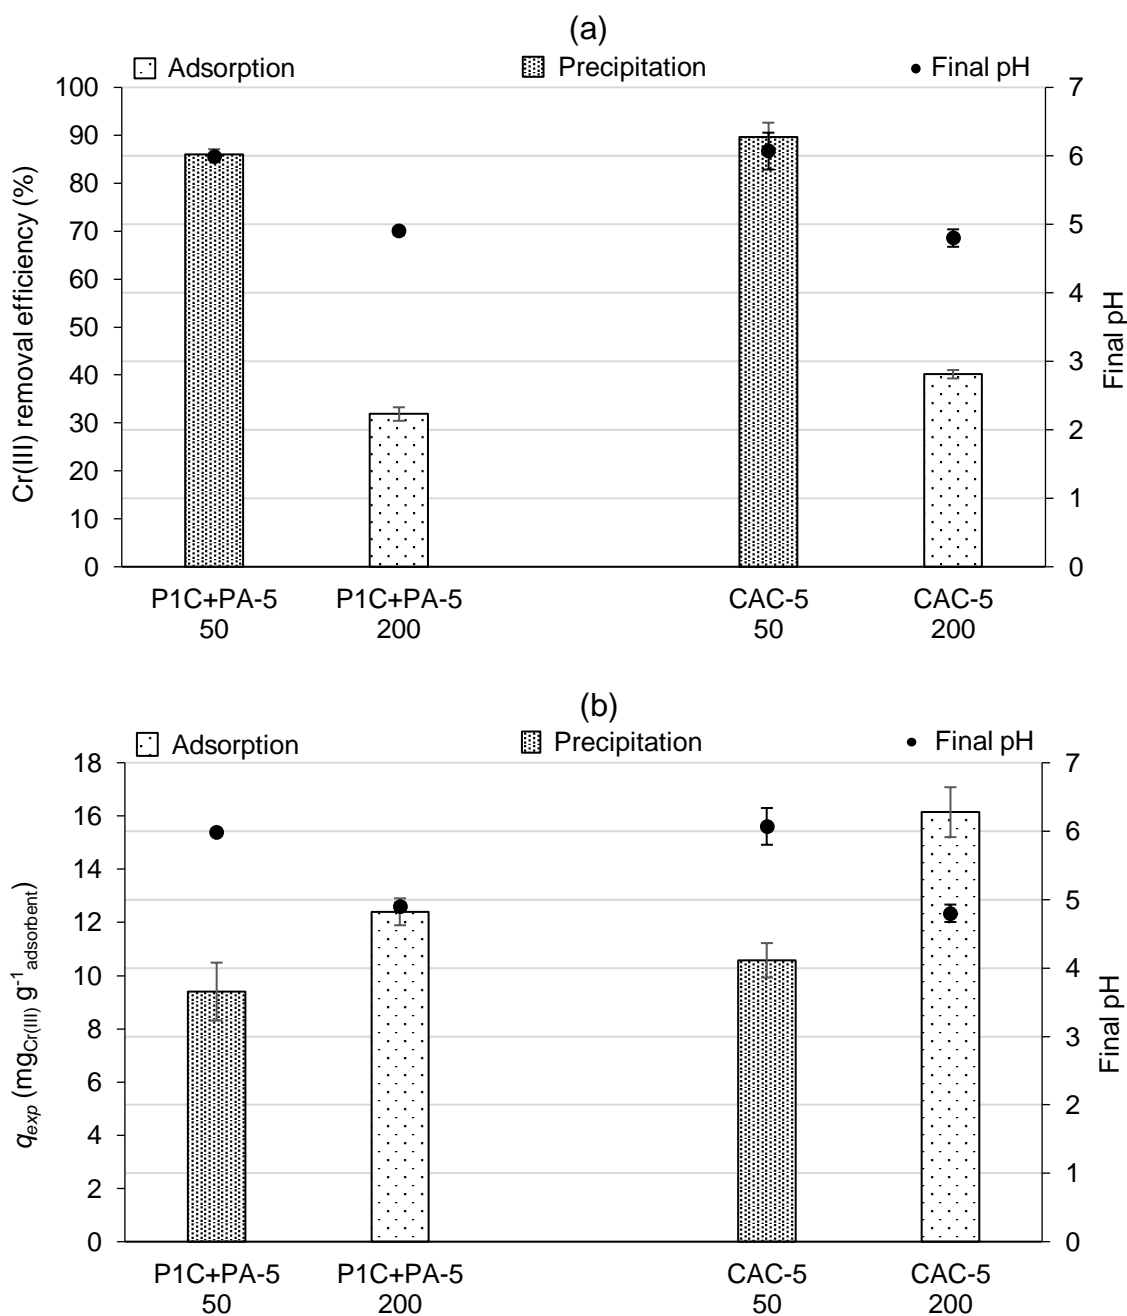 (a)
Adsorption Precipitation Final pH
100 7
90
6
80
70
5
60
4
50
40
3
30
2
20
1
10
0 0
Cr(III) removal efficiency (%)
Final pH
P1C+PA-5 P1C+PA-5 CAC-5 CAC-5
50 200 50 200
(b)
Adsorption Precipitation Final pH
18 7
16
6
14
12
5
10
4
8
3
6
4
2
2
1
0 0
qexp (mgCr(III) g-1 adsorbent)
Final pH
P1C+PA-5 P1C+PA-5 CAC-5 CAC-5
50 200 50 200